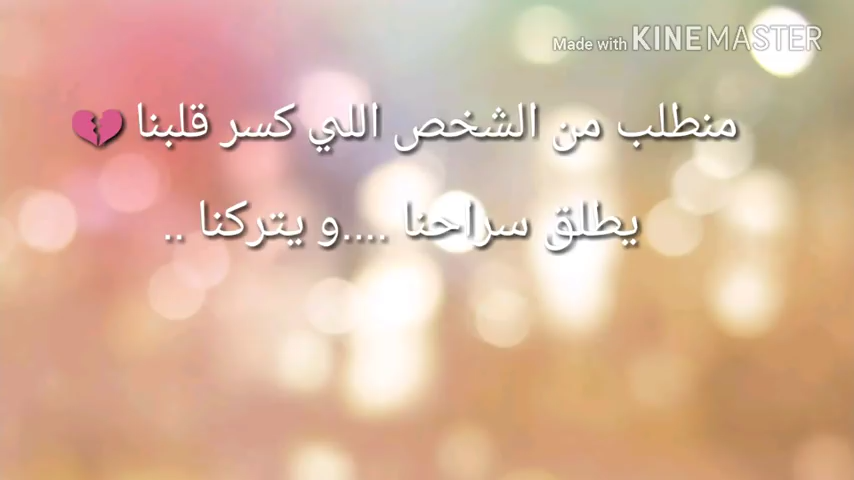 Made with KINEMASTER
منطلب من الشخص اللي كسر قلبنا 💔
يطلق سراحنا ....و يتركنا ..